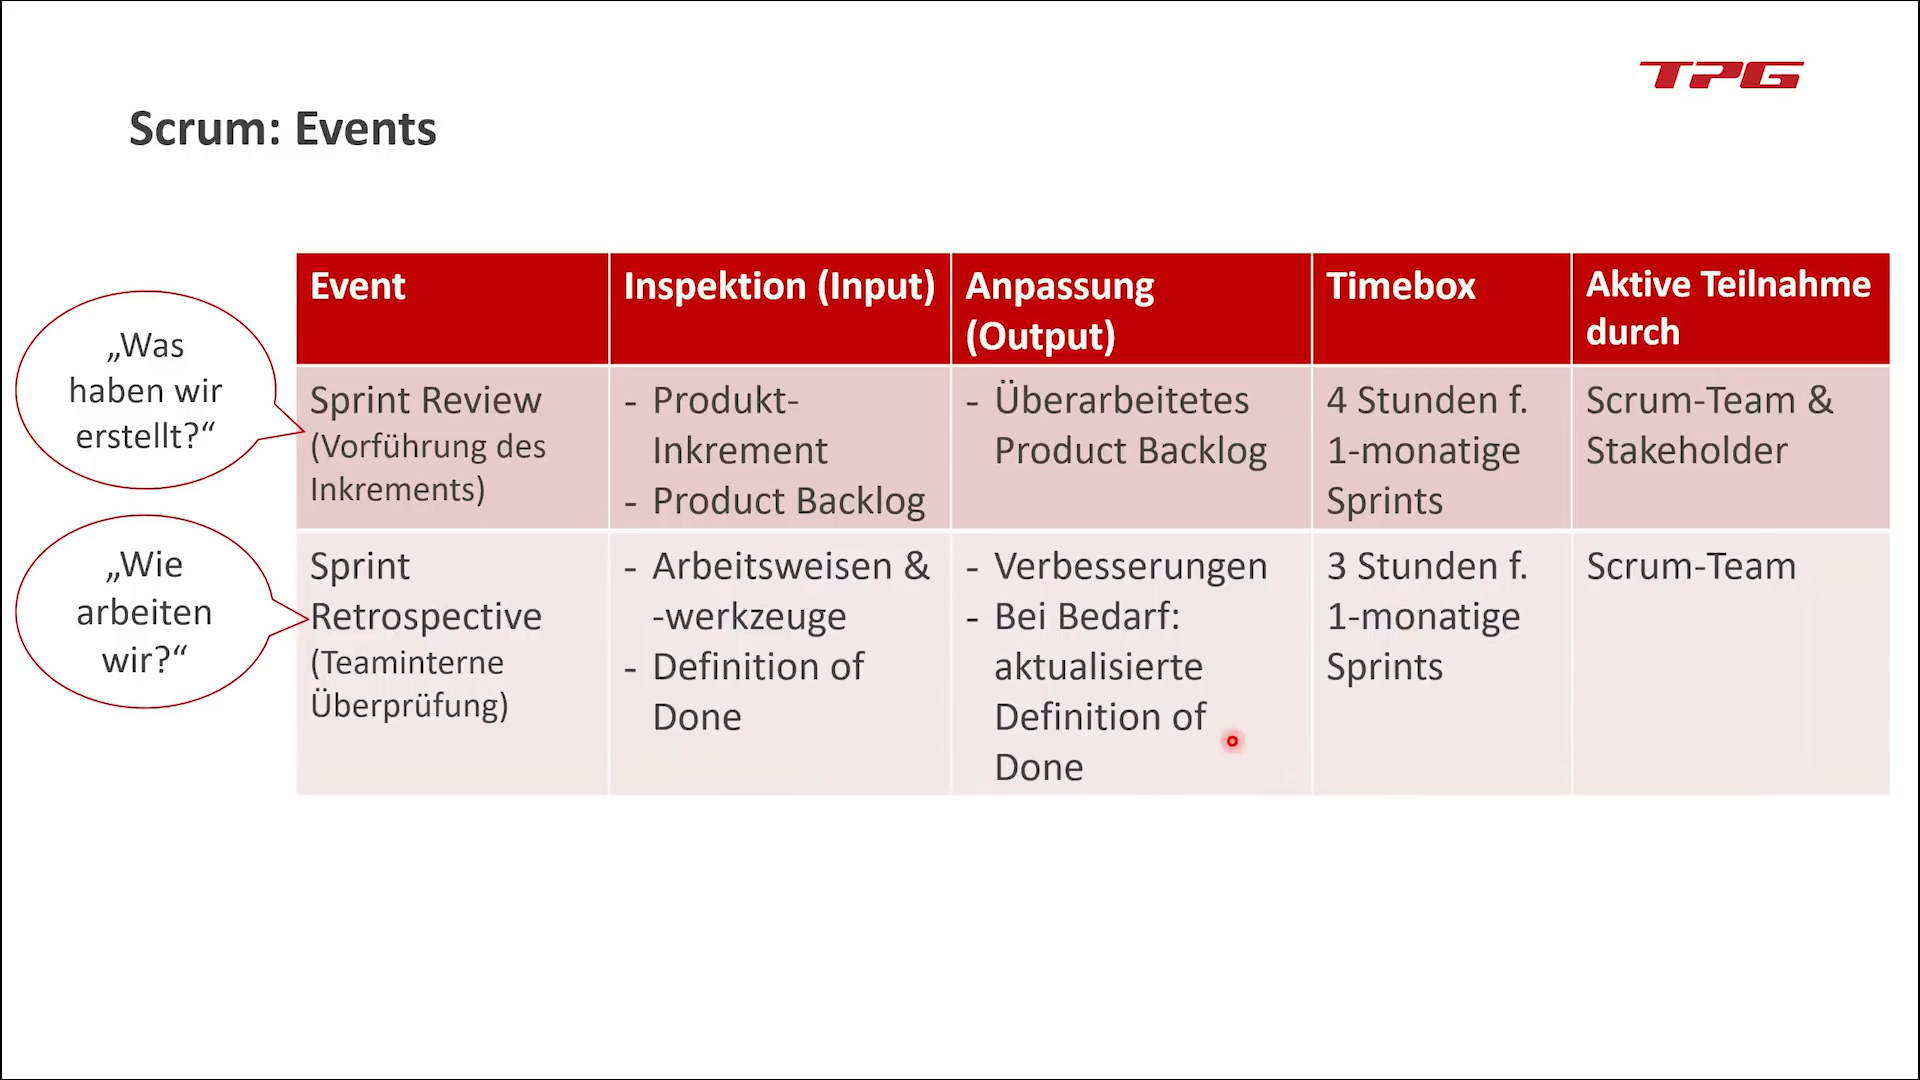 TPG
Scrum: Events
Event
Inspektion (Input)
Anpassung
(Output)
Timebox
Aktive Teilnahme
durch
„Was
haben wir
erstellt?“
Sprint Review
(Vorführung des
Inkrements)
- Produkt-
Inkrement
- Product Backlog
- Überarbeitetes
Product Backlog
4 Stunden f.
1-monatige
Sprints
Scrum-Team &
Stakeholder
„Wie
arbeiten
wir?“
Sprint
Retrospective
(Teaminterne
Überprüfung)
- Arbeitsweisen &
-werkzeuge
- Definition of
Done
- Verbesserungen
- Bei Bedarf:
aktualisierte
Definition of
Done
3 Stunden f.
1-monatige
Sprints
Scrum-Team